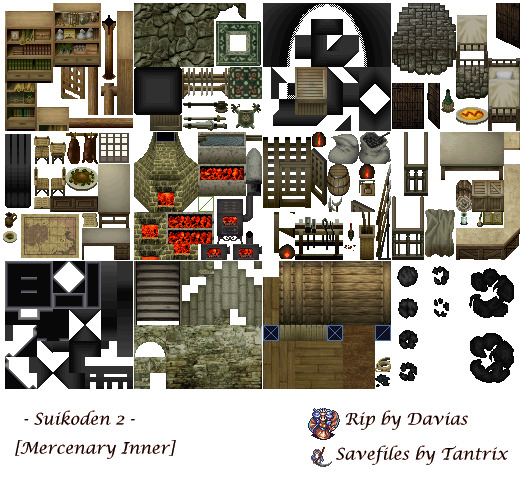 - Suikoden 2 -
[Mercenary Inner]
Rip by Davias
Savefiles by Tantrix